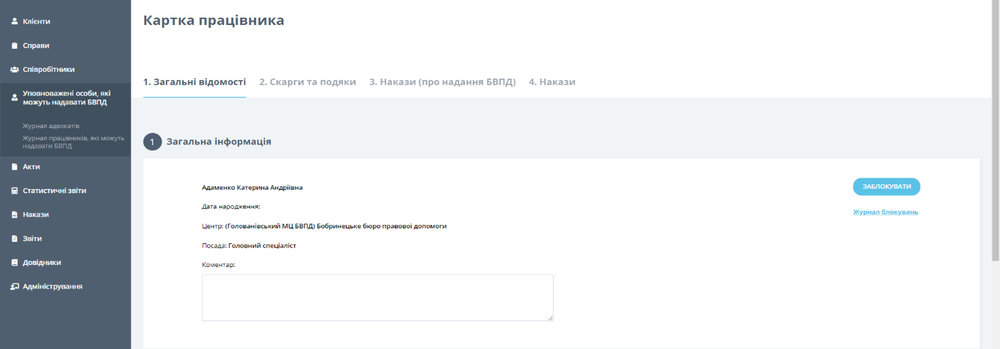 Клієнти
Справи
Співробітники
Уповноважені особи, які
можуть надавати БВПД
Журнал адвокатів
Журнал працівників, які можуть
надавати БВПД
Акти
Статистичні звіти
Накази
Звіти
Довідники
Адміністрування
Картка працівника
1. Загальні відомості 2. Скарги та подяки 3. Накази (про надання БВПД) 4. Накази
1 Загальна інформація
Адаменко Катерина Андріївна
ЗАБЛОКУВАТИ
Дата народження:
Журнал блокувань
Центр: (Голованівський МЦ БВПД) Бобринецьке бюро правової допомоги
Посада: Головний спеціаліст
Коментар: